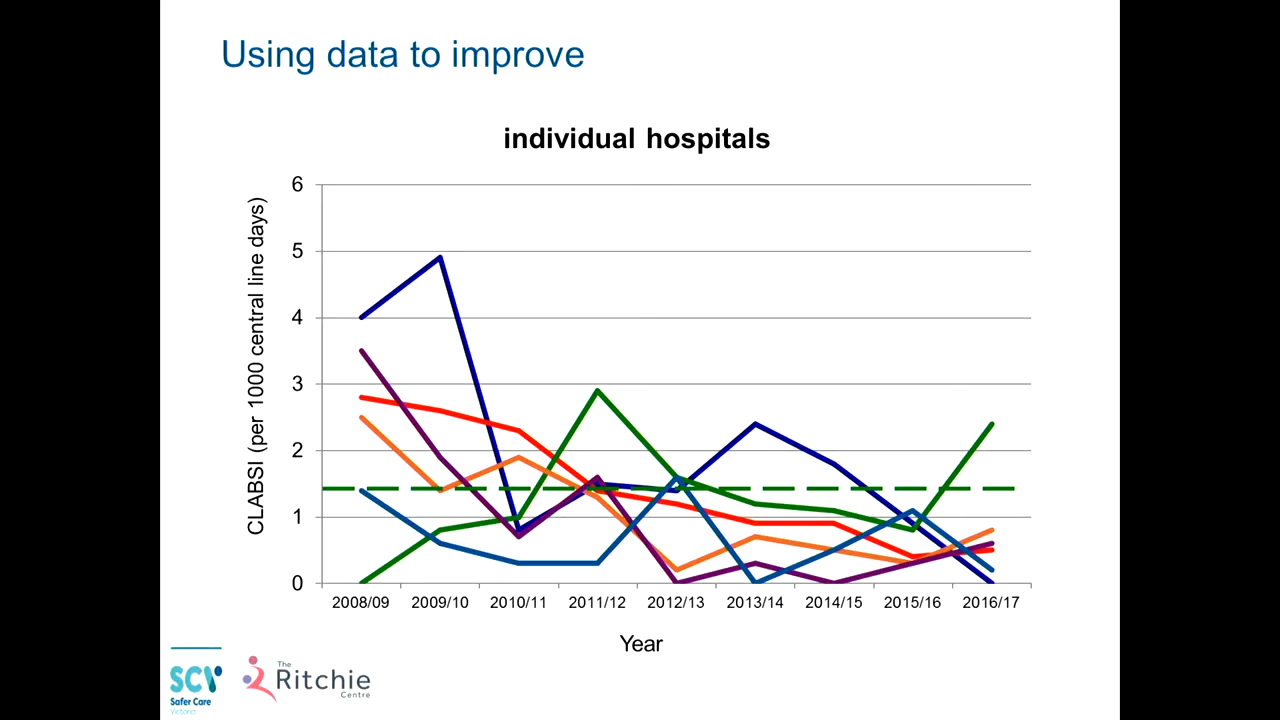 Using data to improve
individual hospitals
CLABSI (per 1000 central line days)
6
5
4
3
2
1
0
2008/09 2009/10 2010/11 2011/12 2012/13 2013/14 2014/15 2015/16 2016/17
Year
SCV
Safer Care
Victoria
The
Ritchie
Centre